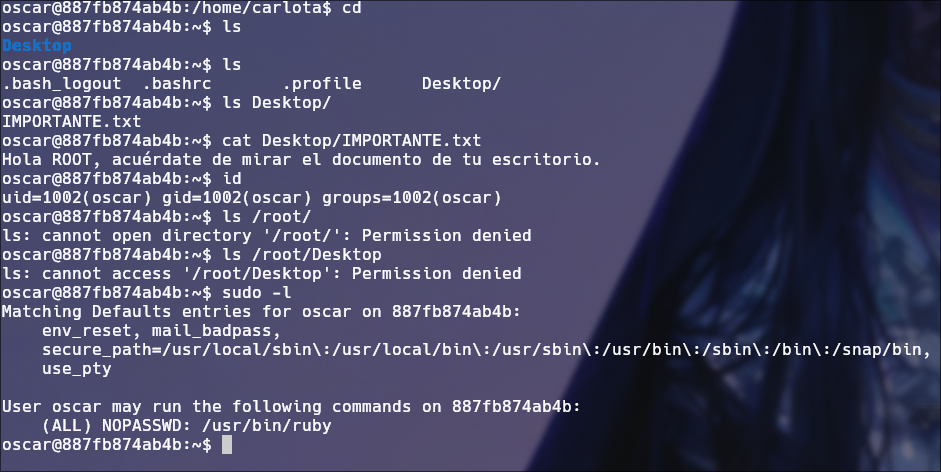 oscar@887fb874ab4b:/home/carlota$ cd
oscar@887fb874ab4b:~$ ls
Desktop
oscar@887fb874ab4b:~$ ls
.bash_logout  .bashrc       .profile      Desktop/
oscar@887fb874ab4b:~$ ls Desktop/
IMPORTANTE.txt
oscar@887fb874ab4b:~$ cat Desktop/IMPORTANTE.txt
Hola ROOT, acuérdate de mirar el documento de tu escritorio.
oscar@887fb874ab4b:~$ id
uid=1002(oscar) gid=1002(oscar) groups=1002(oscar)
oscar@887fb874ab4b:~$ ls /root/
ls: cannot open directory '/root/': Permission denied
oscar@887fb874ab4b:~$ ls /root/Desktop
ls: cannot access '/root/Desktop': Permission denied
oscar@887fb874ab4b:~$ sudo -l
Matching Defaults entries for oscar on 887fb874ab4b:
    env_reset, mail_badpass,
    secure_path=/usr/local/sbin\:/usr/local/bin\:/usr/sbin\:/usr/bin\:/sbin\:/bin\:/snap/bin,
    use_pty

User oscar may run the following commands on 887fb874ab4b:
    (ALL) NOPASSWD: /usr/bin/ruby
oscar@887fb874ab4b:~$